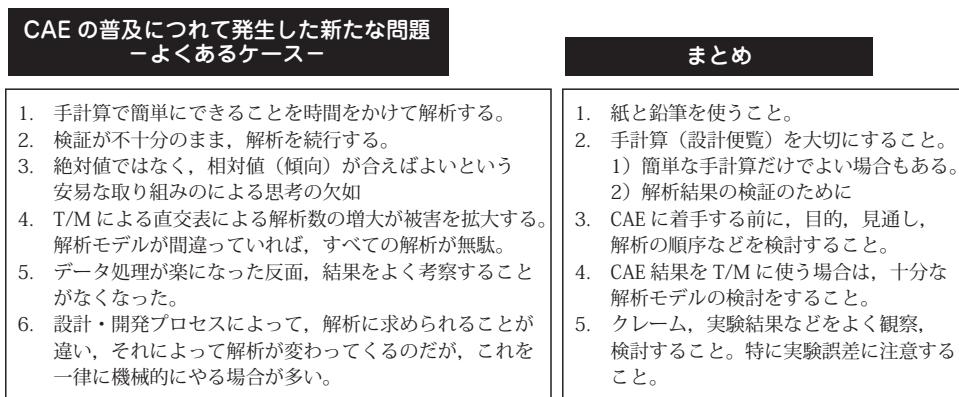 CAE の普及につれて発生した新たな問題
－よくあるケース－
1. 手計算で簡単にできることを時間をかけて解析する。
2. 検証が不十分のまま，解析を続行する。
3. 絶対値ではなく，相対値（傾向）が合えばよいという
安易な取り組みのによる思考の欠如
4. T/M による直交表による解析数の増大が被害を拡大する。
解析モデルが間違っていれば，すべての解析が無駄。
5. データ処理が楽になった反面，結果をよく考察すること
がなくなった。
6. 設計・開発プロセスによって，解析に求められることが
違い，それによって解析が変わってくるのだが，これを
一律に機械的にやる場合が多い。
まとめ
1. 紙と鉛筆を使うこと。
2. 手計算（設計便覧）を大切にすること。
1）簡単な手計算だけでよい場合もある。
2）解析結果の検証のために
3. CAE に着手する前に，目的，見通し，
解析の順序などを検討すること。
4. CAE 結果を T/M に使う場合は，十分な
解析モデルの検討をすること。
5. クレーム，実験結果などをよく観察，
検討すること。特に実験誤差に注意する
こと。